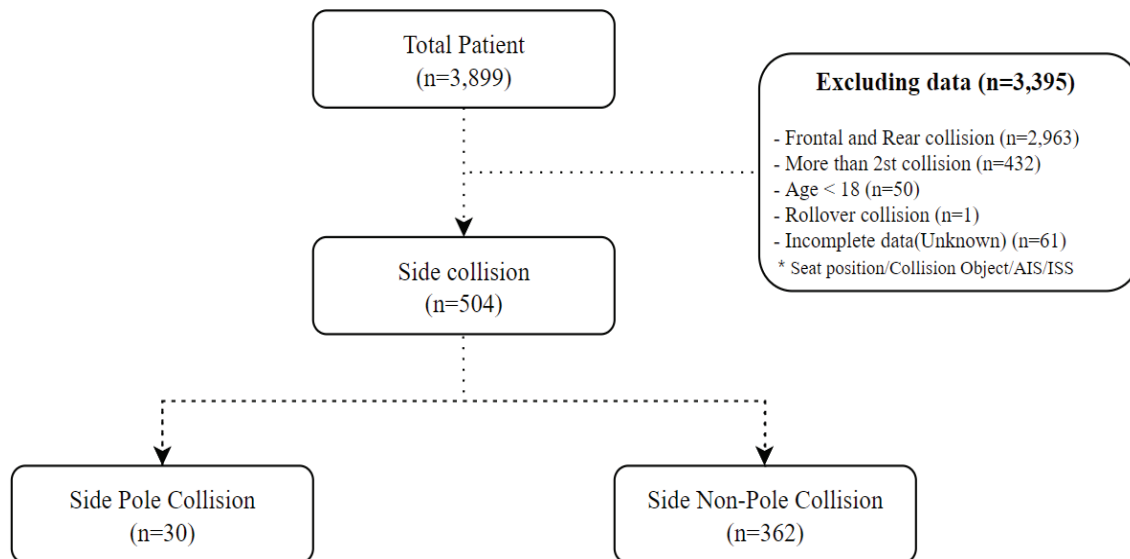 Total Patient
(n=3,899)
Excluding data (n=3,395)
- Frontal and Rear collision (n=2,963)
- More than 2st collision (n=432)
- Age < 18 (n=50)
- Rollover collision (n=1)
- Incomplete data(Unknown) (n=61)
* Seat position/Collision Object/AIS/ISS
Side collision
(n=504)
Side Pole Collision
(n=30)
Side Non-Pole Collision
(n=362)